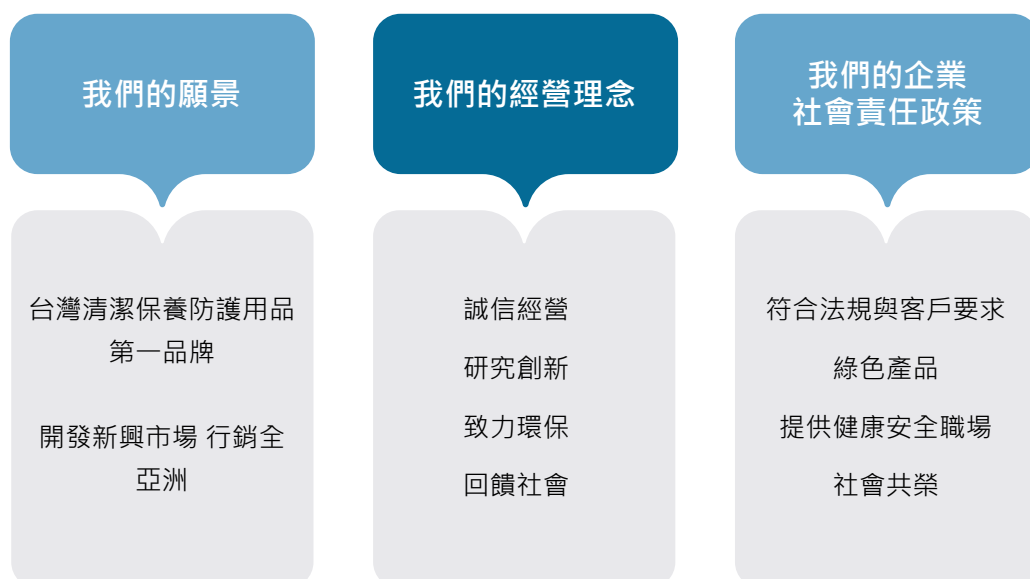 我們的願景
台灣清潔保養防護用品
第一品牌
開發新興市場 行銷全
亞洲
我們的經營理念
誠信經營
研究創新
致力環保
回饋社會
我們的企業
社會責任政策
符合法規與客戶要求
綠色產品
提供健康安全職場
社會共榮